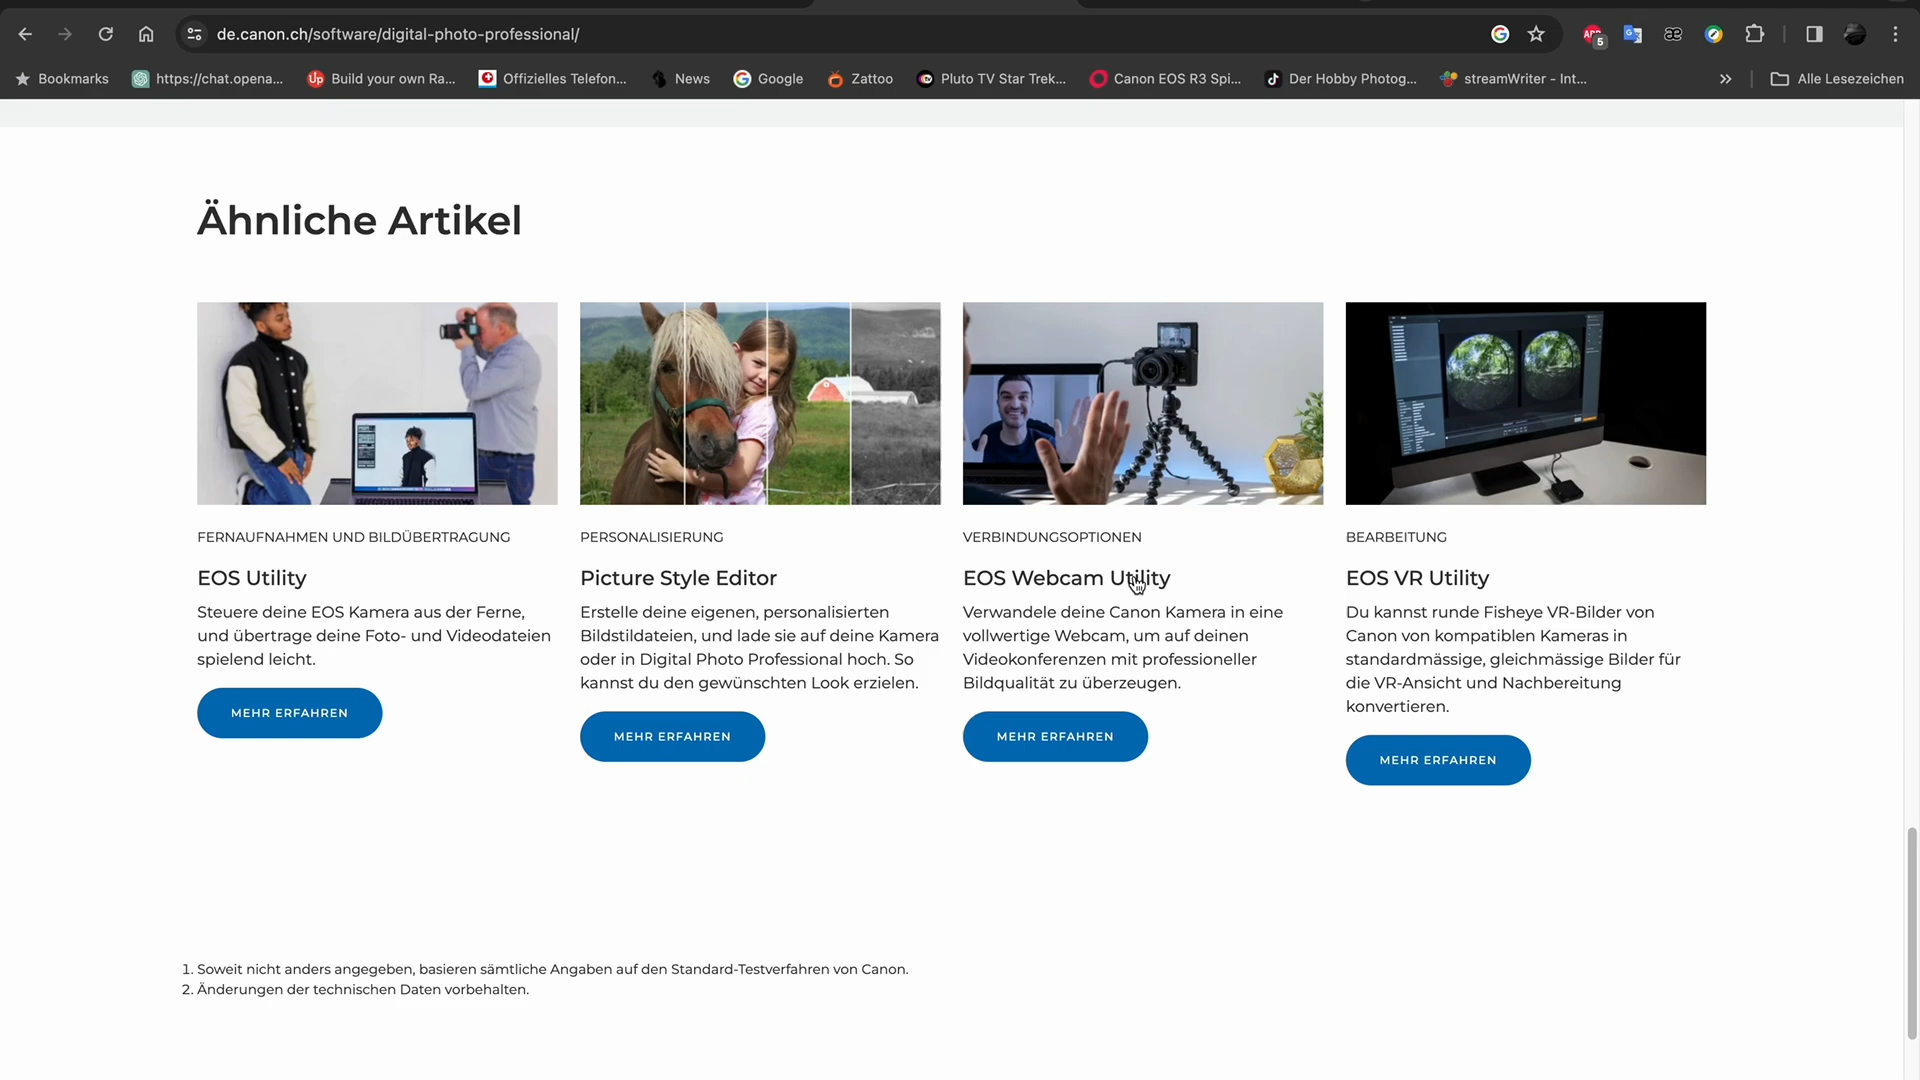 de.canon.ch/software/digital-photo-professional/
ABP
5
æ
Bookmarks
https://chat.opena...
Up
Build your own Ra...
Offizielles Telefon...
News
Google
Zattoo
Pluto TV Star Trek...
Canon EOS R3 Spi...
Der Hobby Photog...
streamWriter - Int...
Alle Lesezeichen
Ähnliche Artikel
FERNAUFNAHMEN UND BILDÜBERTRAGUNG
EOS Utility
Steuere deine EOS Kamera aus der Ferne,
und übertrage deine Foto- und Videodateien
spielend leicht.
MEHR ERFAHREN
PERSONALISIERUNG
Picture Style Editor
Erstelle deine eigenen, personalisierten
Bildstildateien, und lade sie auf deine Kamera
oder in Digital Photo Professional hoch. So
kannst du den gewünschten Look erzielen.
MEHR ERFAHREN
VERBINDUNGSOPTIONEN
EOS Webcam Utility
Verwandele deine Canon Kamera in eine
vollwertige Webcam, um auf deinen
Videokonferenzen mit professioneller
Bildqualität zu überzeugen.
MEHR ERFAHREN
BEARBEITUNG
EOS VR Utility
Du kannst runde Fisheye VR-Bilder von
Canon von kompatiblen Kameras in
standardmässige, gleichmässige Bilder für
die VR-Ansicht und Nachbereitung
konvertieren.
MEHR ERFAHREN
1. Soweit nicht anders angegeben, basieren sämtliche Angaben auf den Standard-Testverfahren von Canon.
2. Änderungen der technischen Daten vorbehalten.